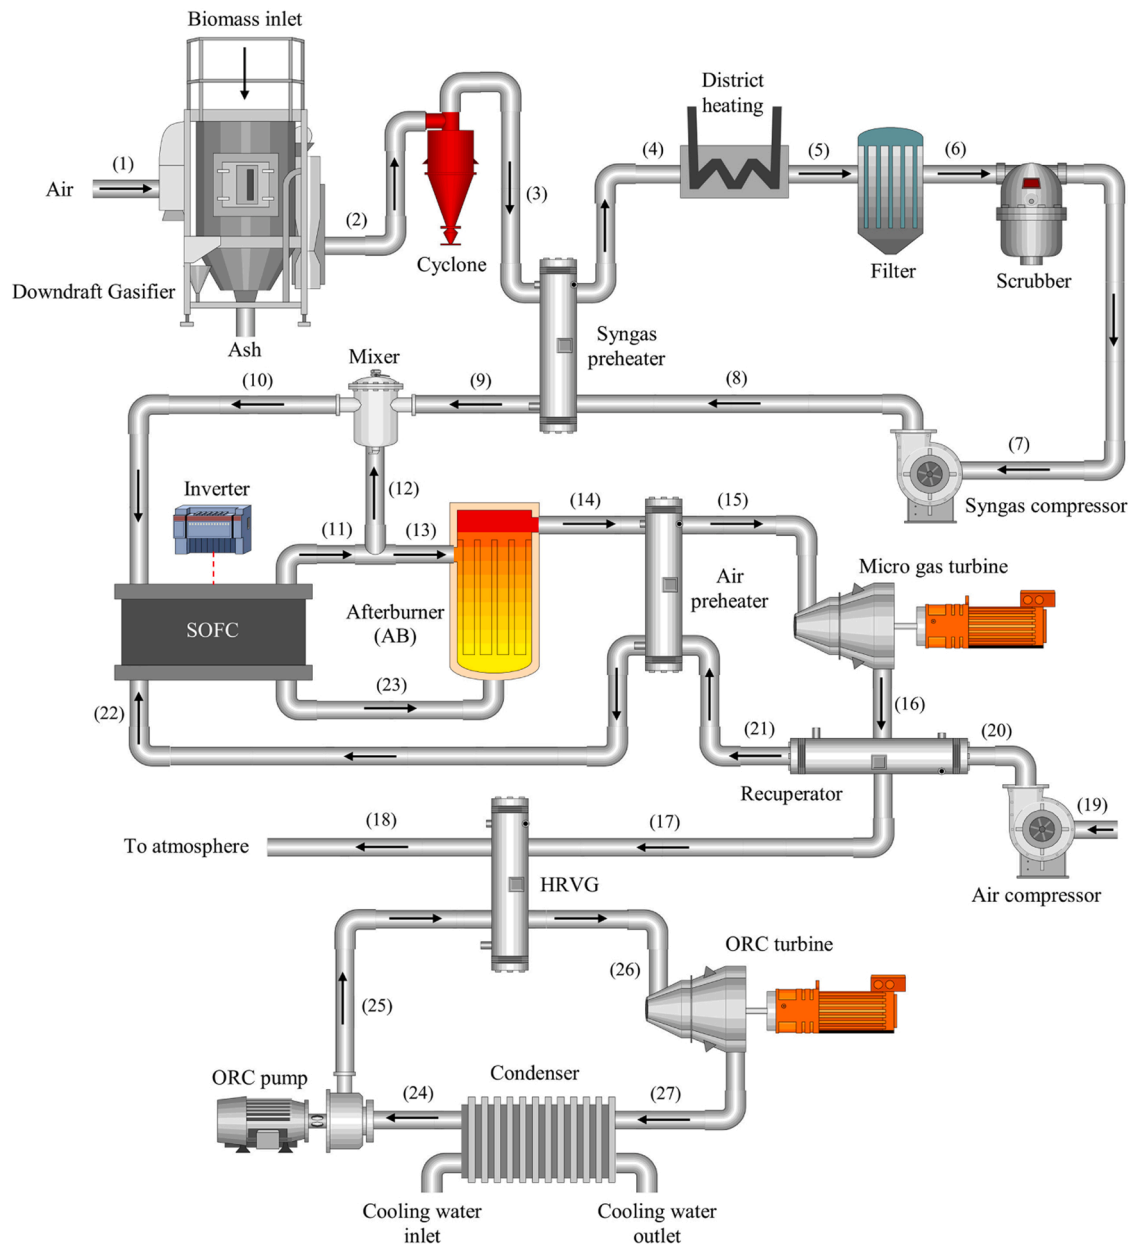 Biomass inlet
(1)
Air
(2)
Cyclone
(3)
Downdraft Gasifier
Ash
District
heating
(4)
(5)
(6)
Filter
Scrubber
Syngas
preheater
Mixer
(10)
(9)
(8)
(7)
Syngas compressor
Inverter
(12)
(11)
(13)
(14)
(15)
SOFC
Afterburner
(AB)
Air
preheater
Micro gas turbine
(22)
(23)
(21)
(16)
(20)
Recuperator
(19)
Air compressor
To atmosphere
(18)
(17)
HRVG
ORC turbine
(26)
(25)
ORC pump
(24)
Condenser
(27)
Cooling water
inlet
Cooling water
outlet